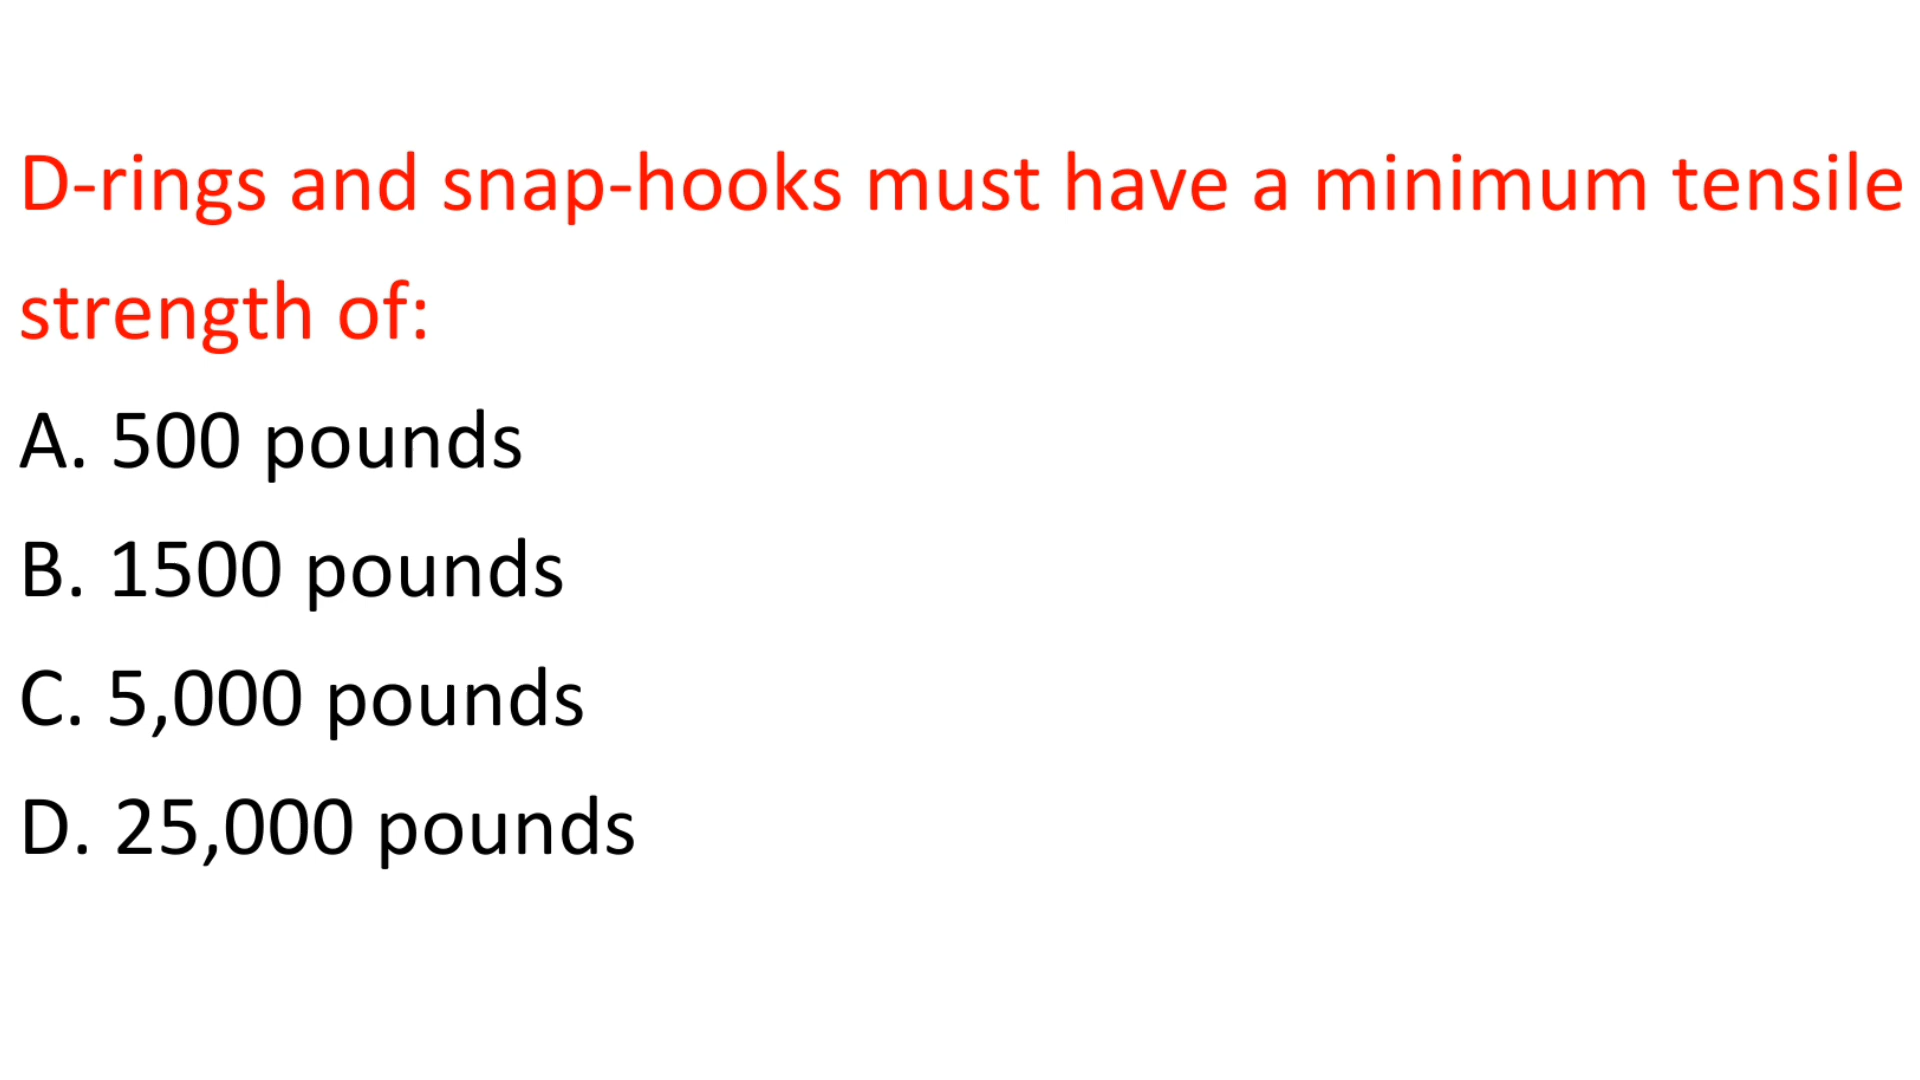 D-rings and snap-hooks must have a minimum tensile
strength of:
A. 500 pounds
B. 1500 pounds
C. 5,000 pounds
D. 25,000 pounds